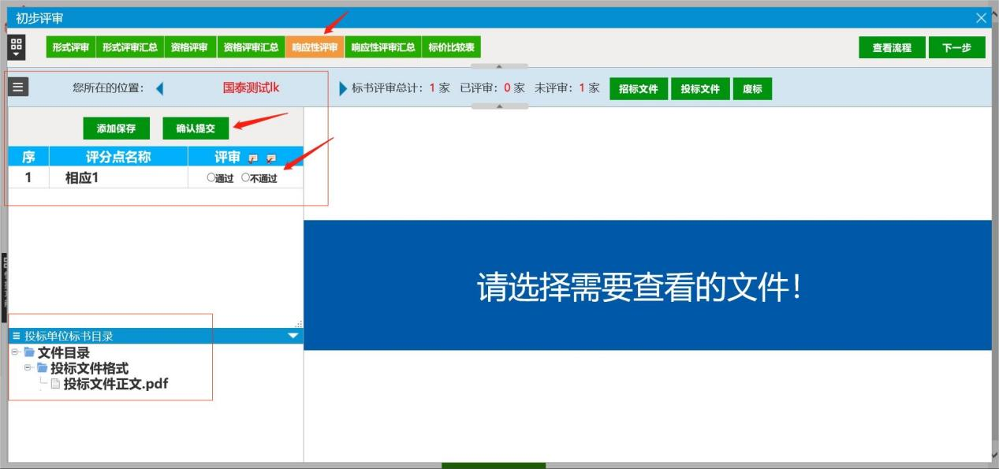 初步评审
形式评审 形式评审汇总 资格评审 资格评审汇总 响应性评审 响应性评审汇总 标价比较表 查看流程 下一步
您所在的位置: 国泰测试lk 标书评审总计: 1 家 已评审: 0 家 未评审: 1 家 招标文件 投标文件 废标
添加保存 确认提交
序 评分点名称 评审
1 相应1 通过 不通过
请选择需要查看的文件!
投标单位标书目录
文件目录
投标文件格式
投标文件正文.pdf